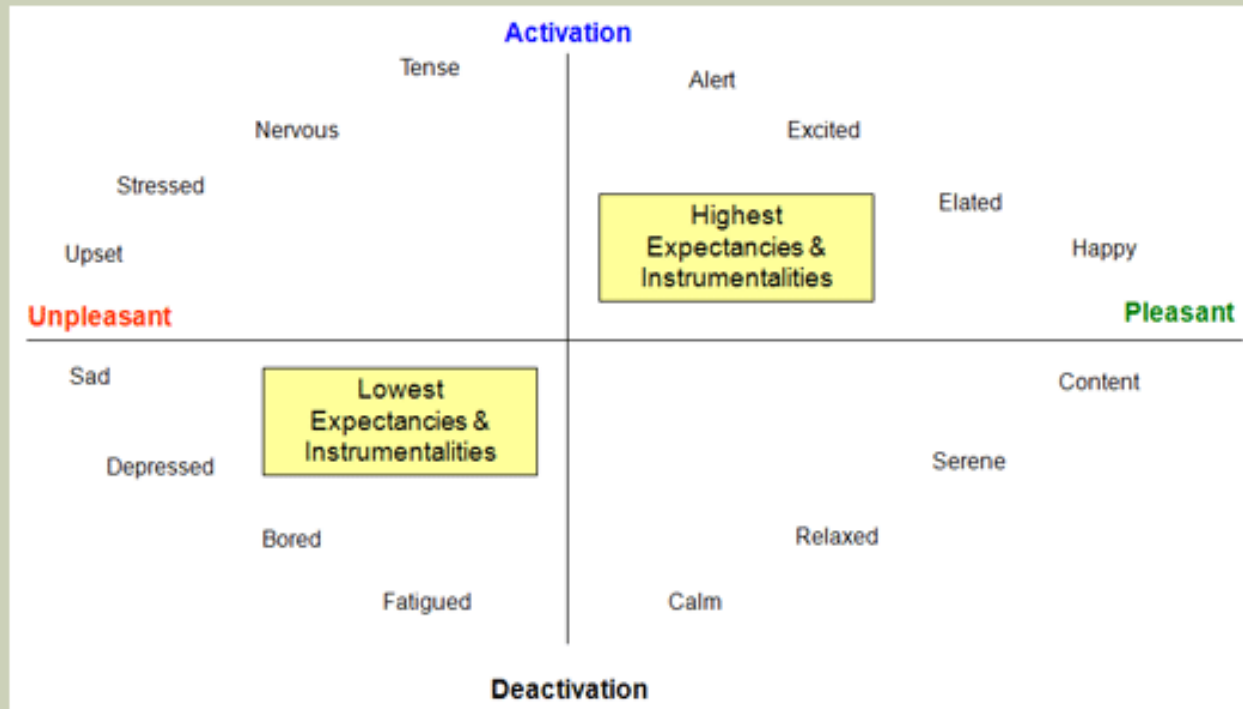 Activation
Tense
Alert
Nervous
Excited
Stressed
Elated
Highest
Expectancies &
Instrumentalities
Upset
Happy
Unpleasant
Pleasant
Sad
Content
Lowest
Expectancies &
Instrumentalities
Depressed
Serene
Bored
Relaxed
Fatigued
Calm
Deactivation